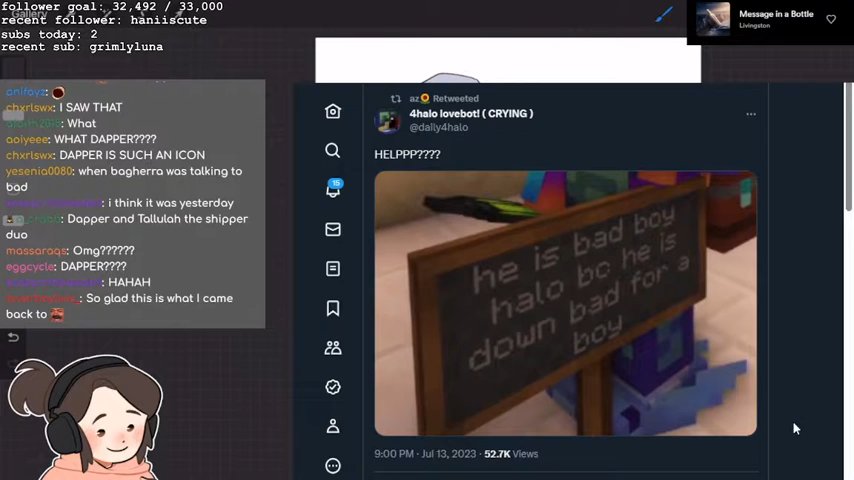 Gallery
follower goal: 32,492 / 33,000
recent follower: haniiscute
subs today: 2
recent sub: grimlyluna
Message in a Bottle
Livingston
anifoyz:
chxrlswx: I SAW THAT
What
aoiyeee: WHAT DAPPER????
chxrlswx: DAPPER IS SUCH AN ICON
yesenia0080: when bagherra was talking to
bad
i think it was yesterday
Dapper and Tallulah the shipper
duo
massaraqs: Omg??????
eggcycle: DAPPER????
HAHAH
So glad this is what I came
back to
az Retweeted
4halo lovebot! ( CRYING )
@daily4halo
HELPPP????
15
he is bad boy
halo bc he is
down bad for a
boy
9:00 PM · Jul 13, 2023 · 52.7K Views